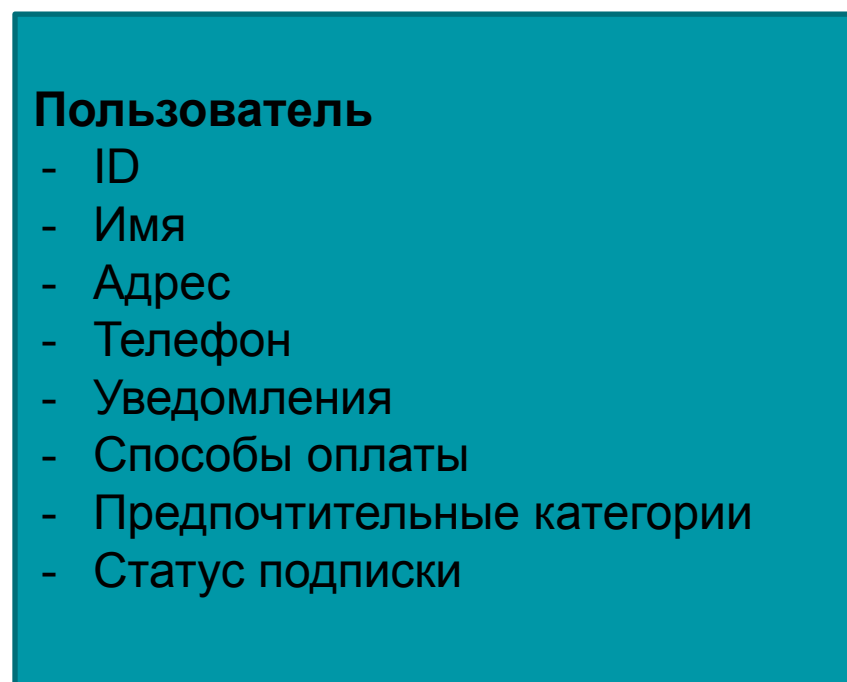 Пользователь
- ID
- Имя
- Адрес
- Телефон
- Уведомления
- Способы оплаты
- Предпочтительные категории
- Статус подписки